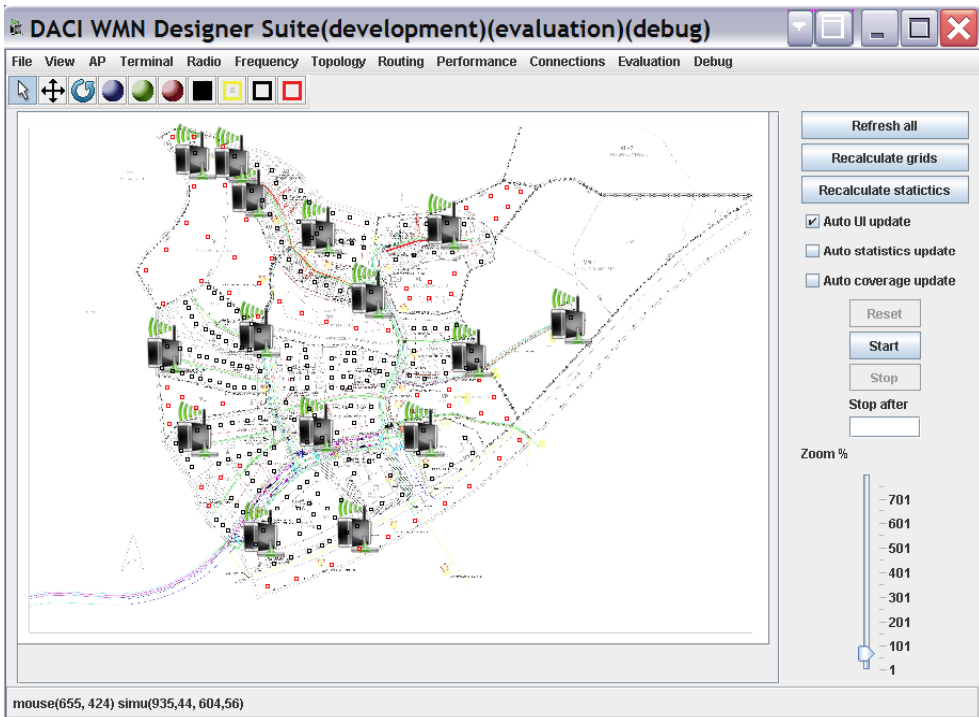 DACI WMN Designer Suite(development)(evaluation)(debug)
File View AP Terminal Radio Frequency Topology Routing Performance Connections Evaluation Debug
Refresh all
Recalculate grids
Recalculate statictics
Auto UI update
Auto statistics update
Auto coverage update
Reset
Start
Stop
Stop after
Zoom %
701
601
501
401
301
201
101
1
mouse(655, 424) simu(935,44, 604,56)